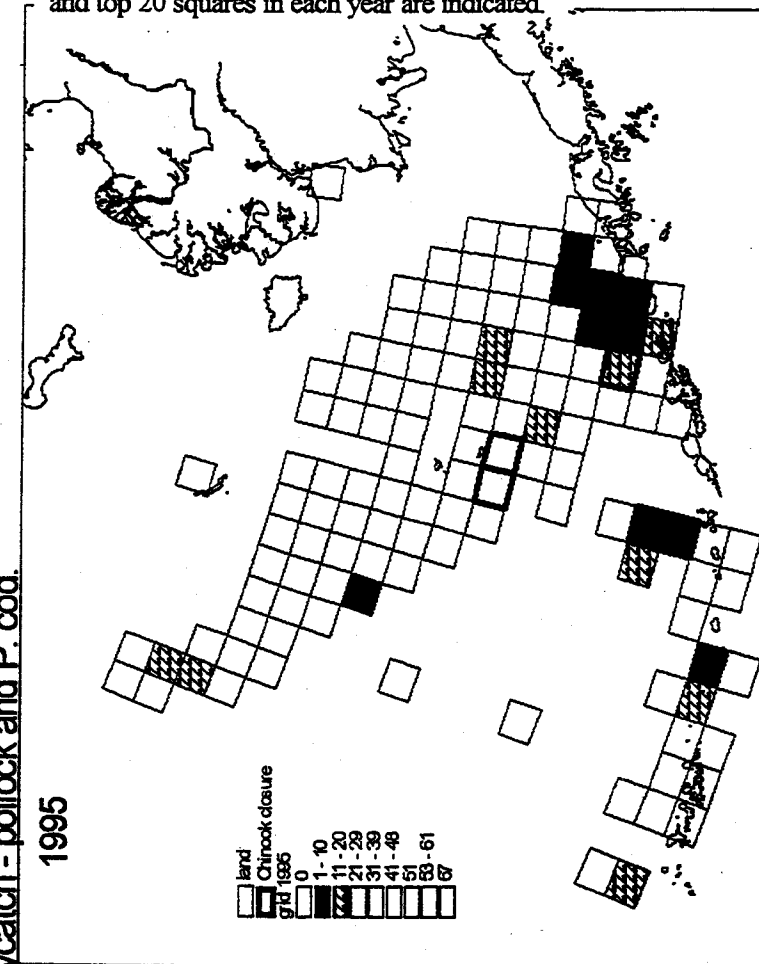 and top 20 squares in each year are indicated.
ycatch - pollock and P. cod.
1995
land
Chinook closure
grid 1995
0
1 - 10
11 - 20
21 - 29
31 - 39
41 - 48
51
53 - 61
67